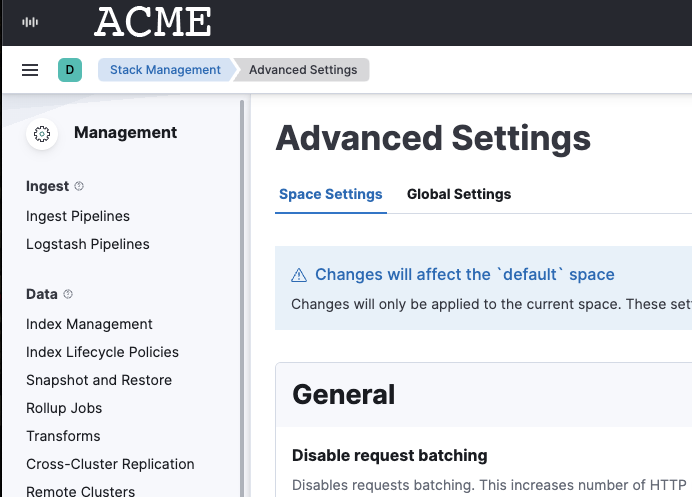 ACME
D
Stack Management
Advanced Settings
Management
Ingest
Ingest Pipelines
Logstash Pipelines
Data
Index Management
Index Lifecycle Policies
Snapshot and Restore
Rollup Jobs
Transforms
Cross-Cluster Replication
Remote Clusters
Advanced Settings
Space Settings
Global Settings
Changes will affect the `default` space
Changes will only be applied to the current space. These set
General
Disable request batching
Disables requests batching. This increases number of HTTP